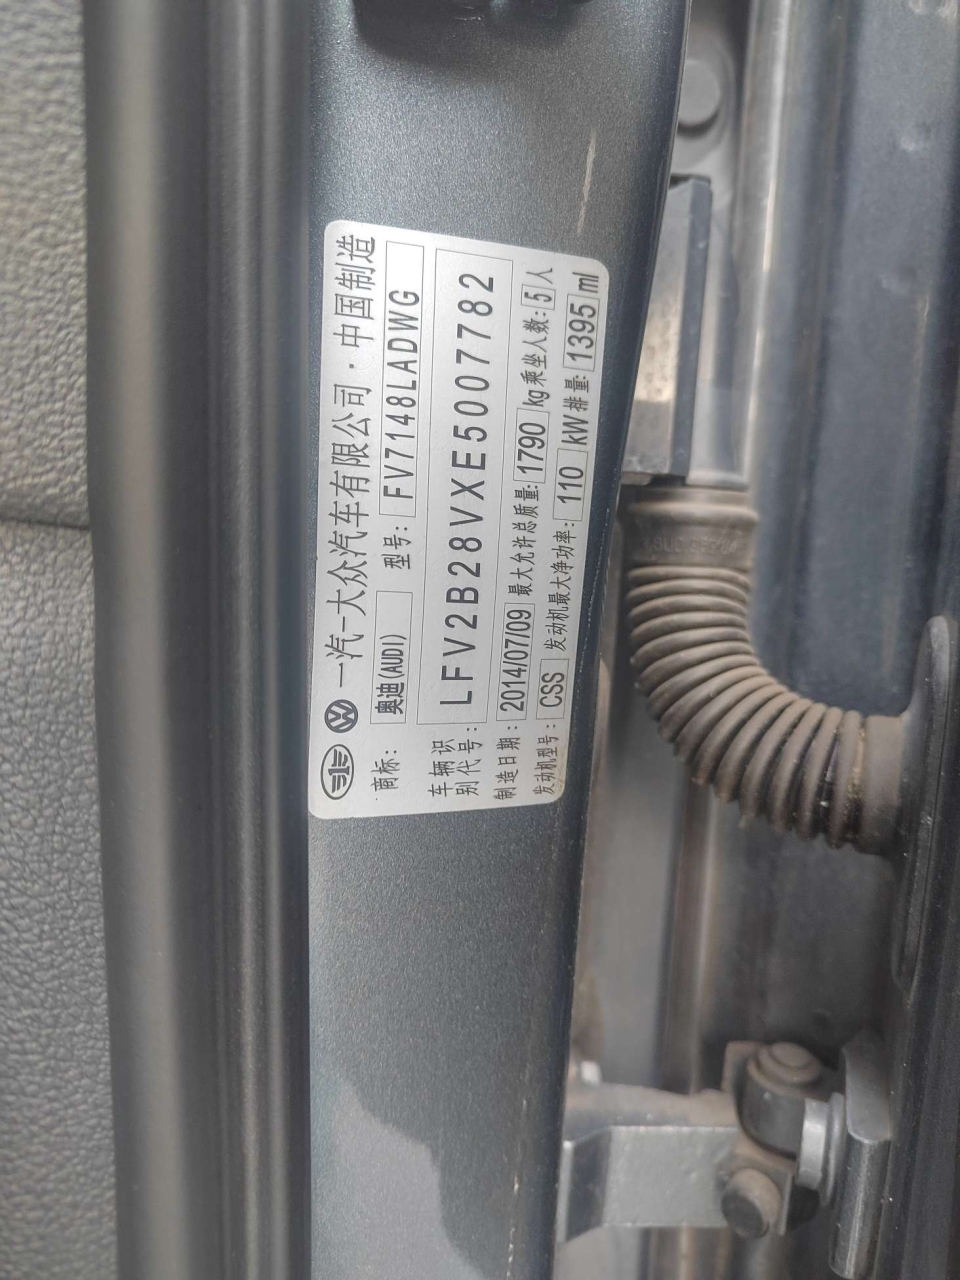 一汽-大众汽车有限公司·中国制造
商标: 奥迪(AUDI) 型号: FV7148LADWG
车辆识别代号: LFV2B28VXE5007782
制造日期: 2014/07/09 最大允许总质量: 1790 kg 乘坐人数: 5 人
发动机型号: CSS 发动机最大净功率: 110 kW 排量: 1395 ml